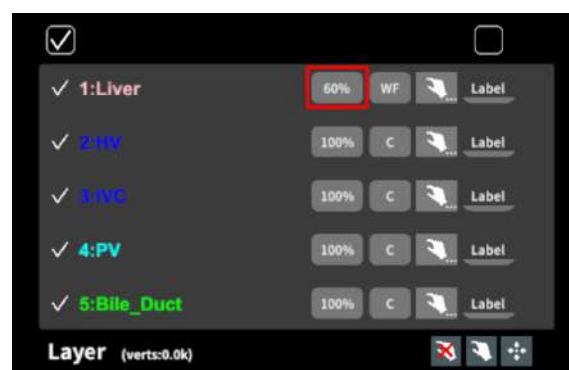 1:Liver 60% WF Label
2:HV 100% C Label
3:IVC 100% C Label
4:PV 100% C Label
5:Bile_Duct 100% C Label
Layer (verts:0.0k)